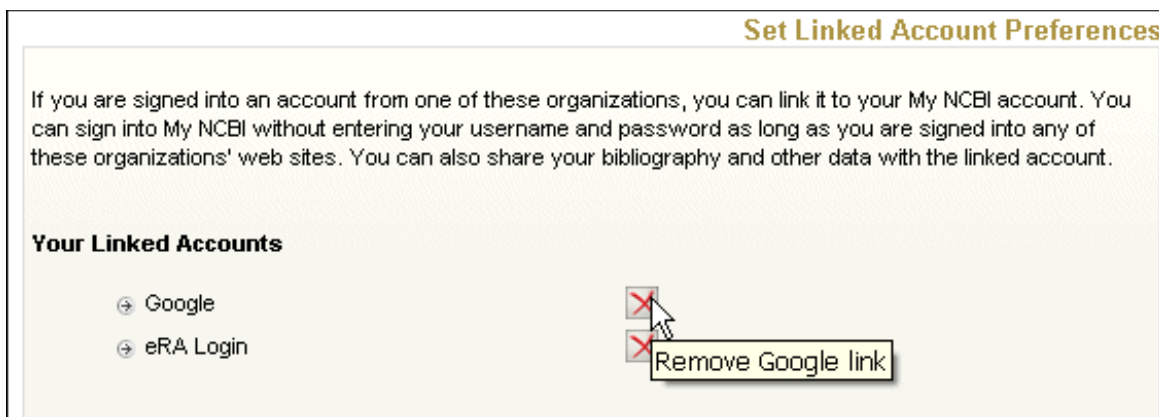 Set Linked Account Preferences
If you are signed into an account from one of these organizations, you can link it to your My NCBI account. You
can sign into My NCBI without entering your username and password as long as you are signed into any of
these organizations' web sites. You can also share your bibliography and other data with the linked account.
Your Linked Accounts
Google
eRA Login
Remove Google link